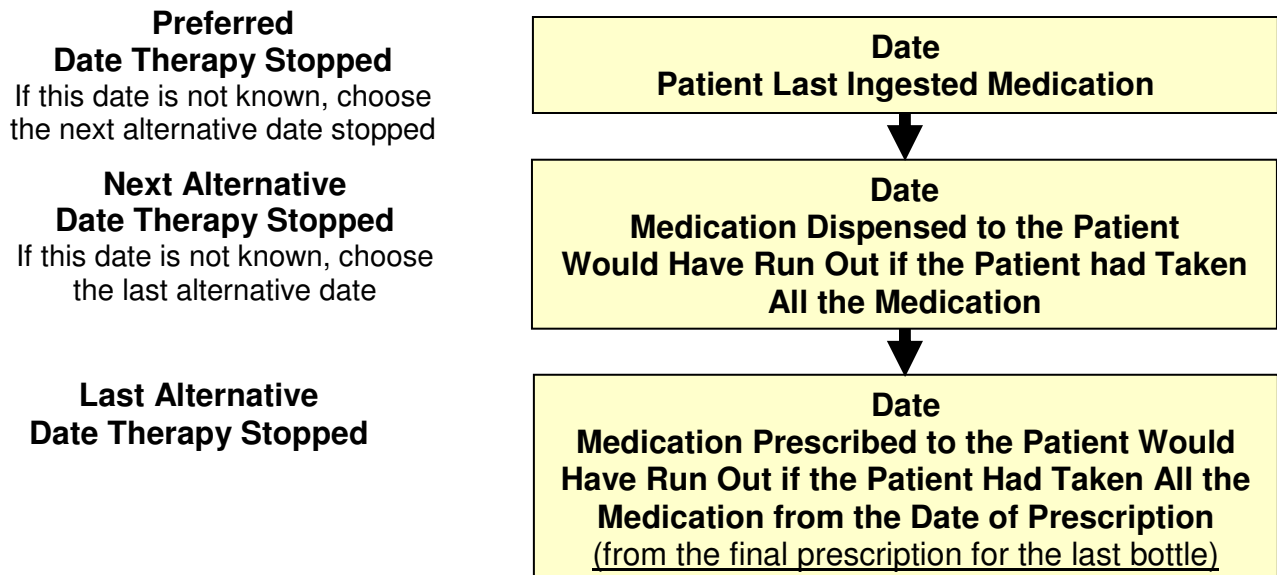 Preferred
Date Therapy Stopped
If this date is not known, choose
the next alternative date stopped
Date
Patient Last Ingested Medication
Next Alternative
Date Therapy Stopped
If this date is not known, choose
the last alternative date
Date
Medication Dispensed to the Patient
Would Have Run Out if the Patient had Taken
All the Medication
Last Alternative
Date Therapy Stopped
Date
Medication Prescribed to the Patient Would
Have Run Out if the Patient Had Taken All the
Medication from the Date of Prescription
(from the final prescription for the last bottle)